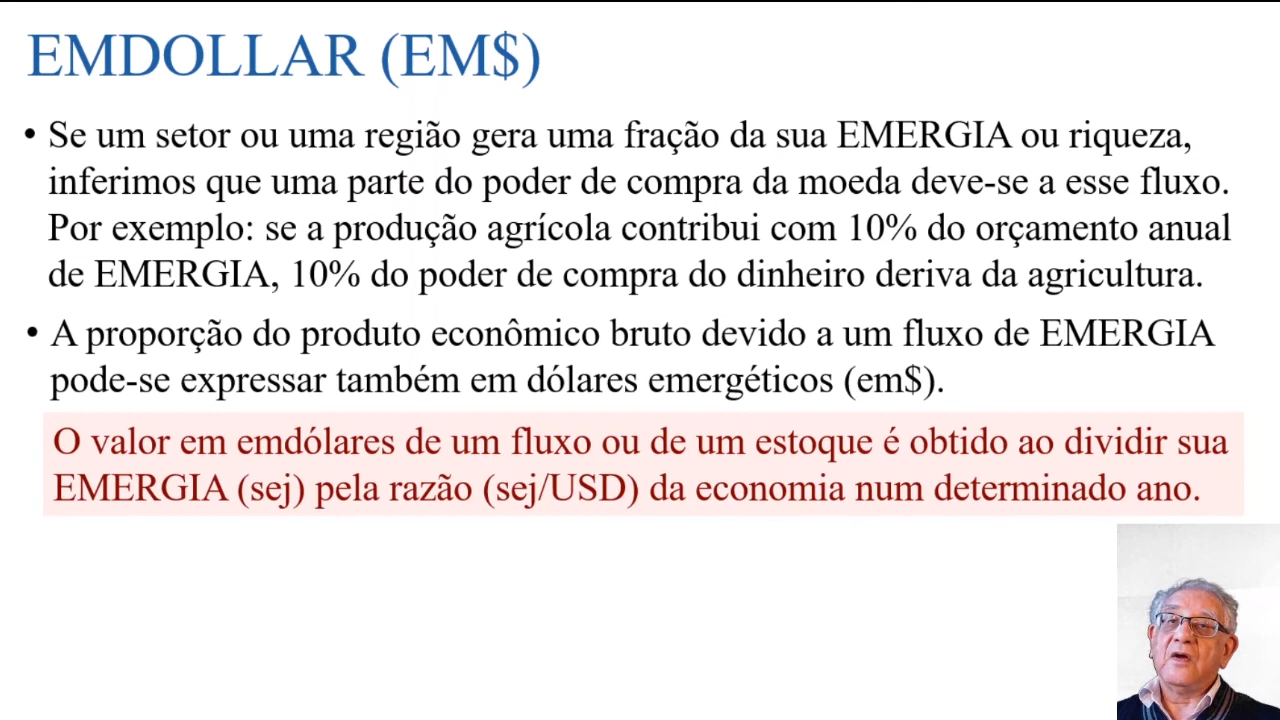 EMDOLLAR (EM$)
• Se um setor ou uma região gera uma fração da sua EMERGIA ou riqueza,
inferimos que uma parte do poder de compra da moeda deve-se a esse fluxo.
Por exemplo: se a produção agrícola contribui com 10% do orçamento anual
de EMERGIA, 10% do poder de compra do dinheiro deriva da agricultura.
• A proporção do produto econômico bruto devido a um fluxo de EMERGIA
pode-se expressar também em dólares emergéticos (em$).
O valor em emdólares de um fluxo ou de um estoque é obtido ao dividir sua
EMERGIA (sej) pela razão (sej/USD) da economia num determinado ano.